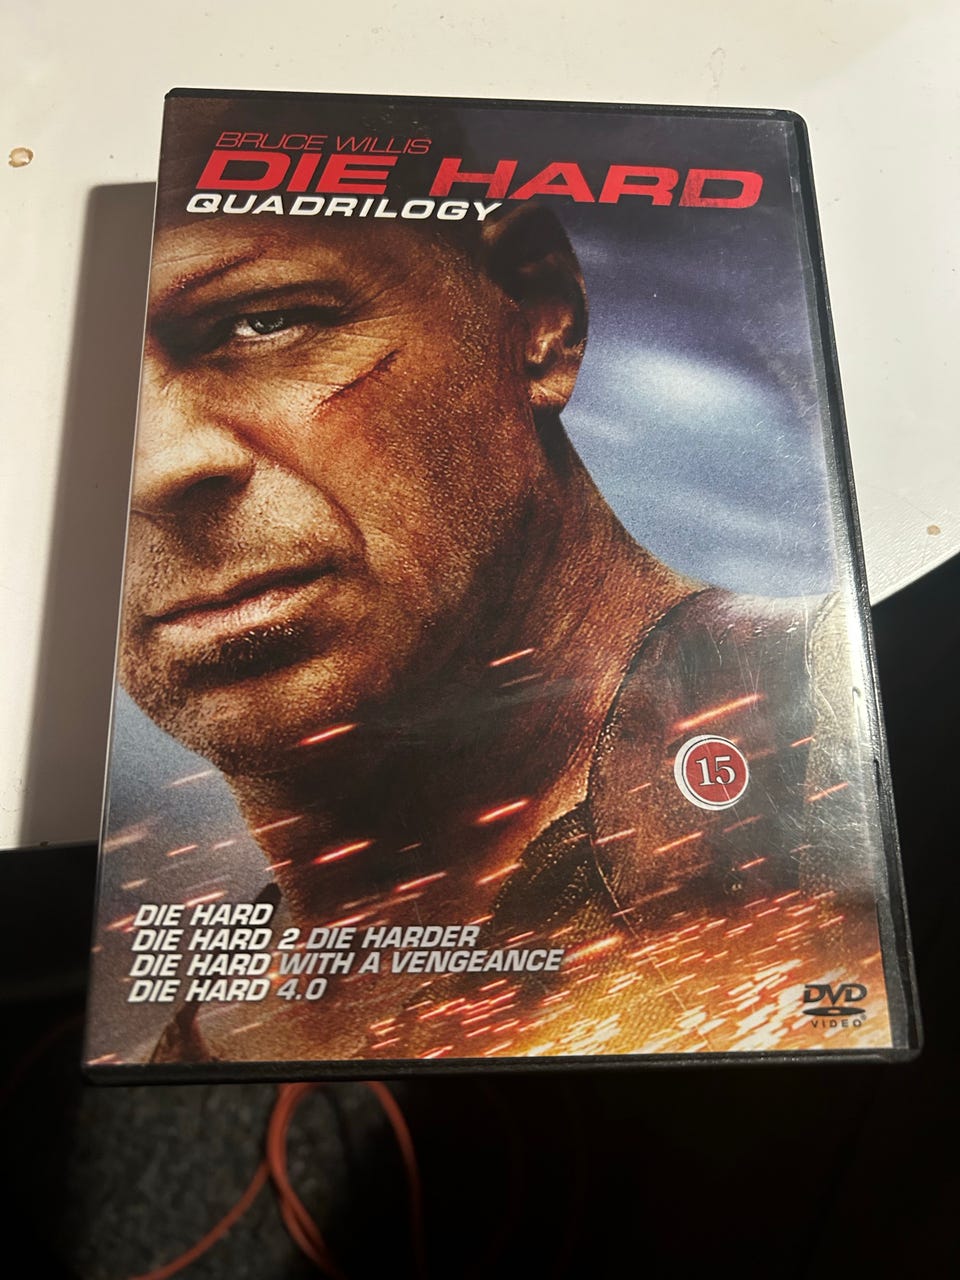 BRUCE WILLIS
DIE HARD
QUADRILOGY
15
DIE HARD
DIE HARD 2 DIE HARDER
DIE HARD WITH A VENGEANCE
DIE HARD 4.0
DVD
VIDEO